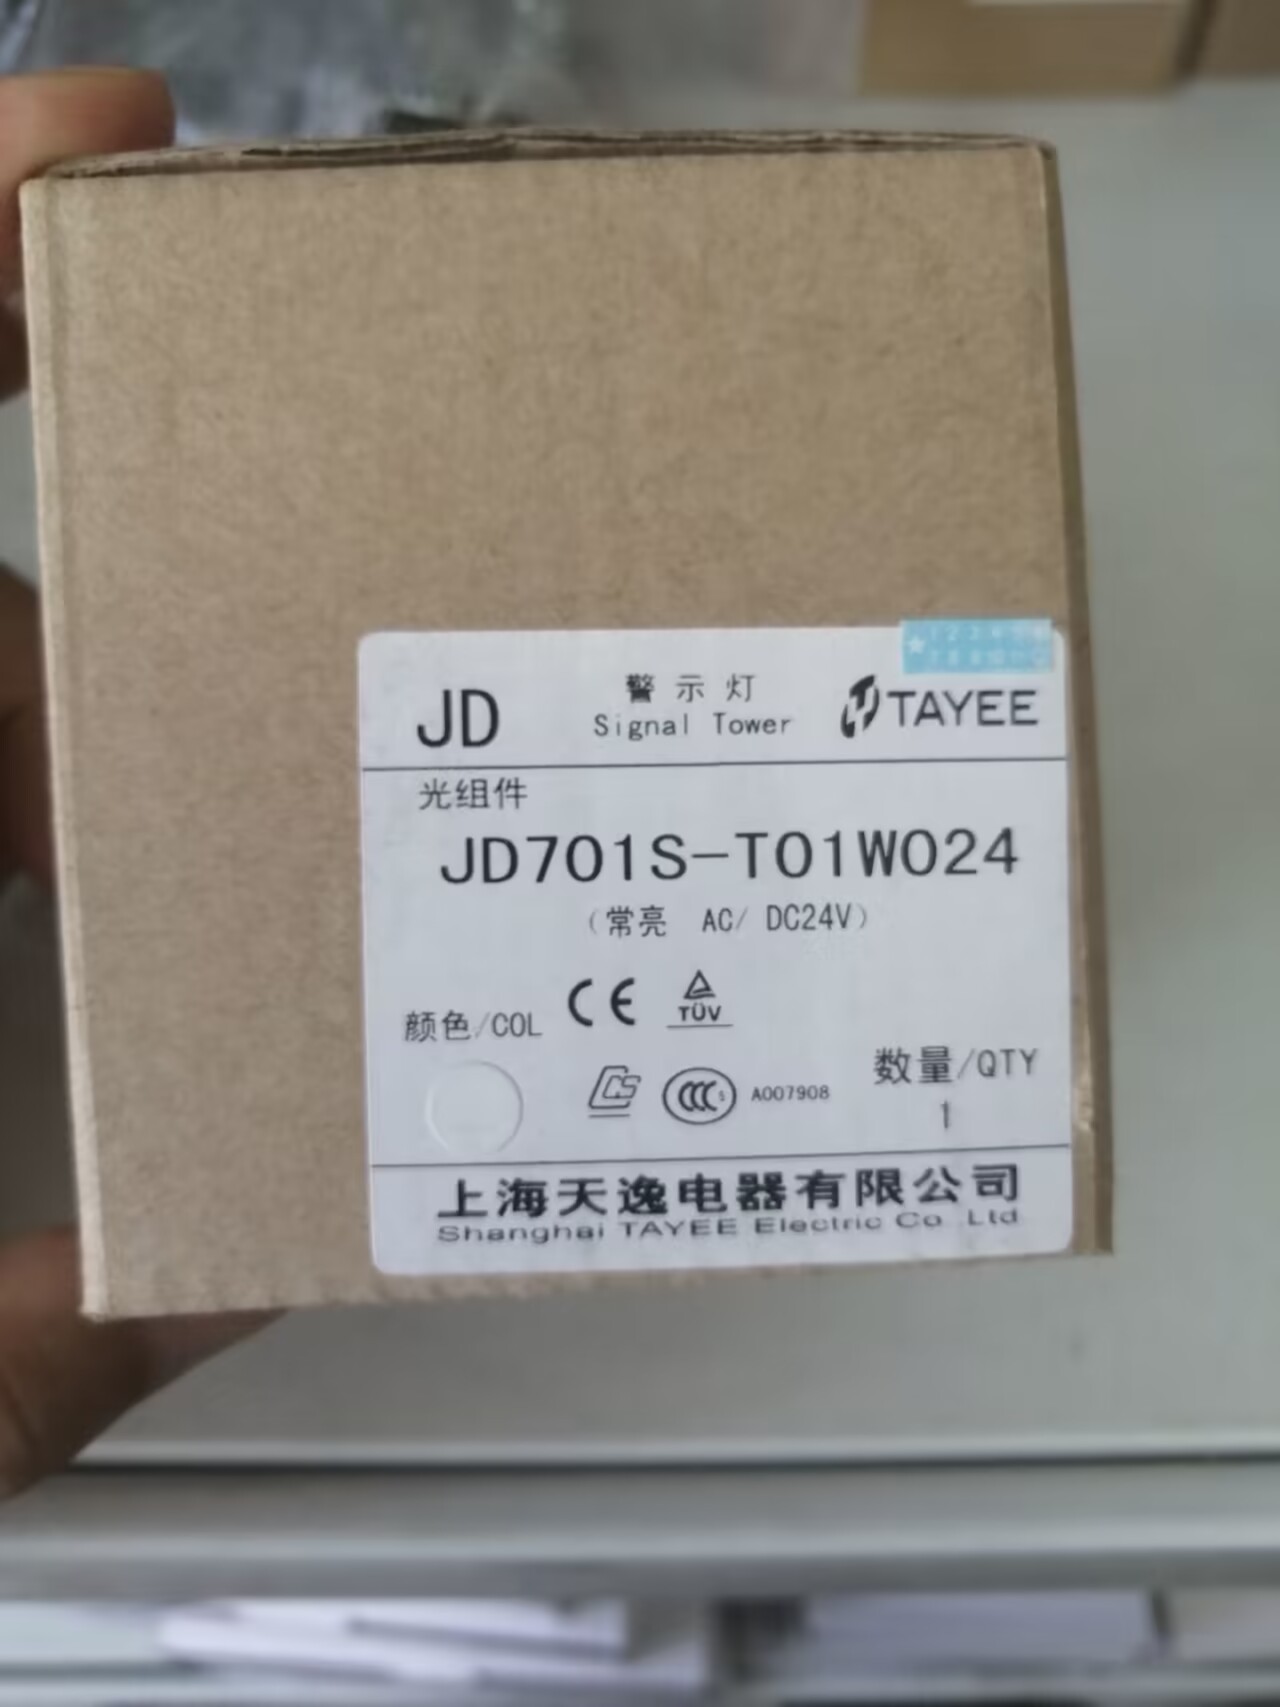 JD
警示灯
Signal Tower
TAYEE
光组件
JD701S-T01W024
(常亮 AC/ DC24V)
颜色/COL
CE
TÜV
CCC S
A007908
数量/QTY
1
上海天逸电器有限公司
Shanghai TAYEE Electric Co Ltd